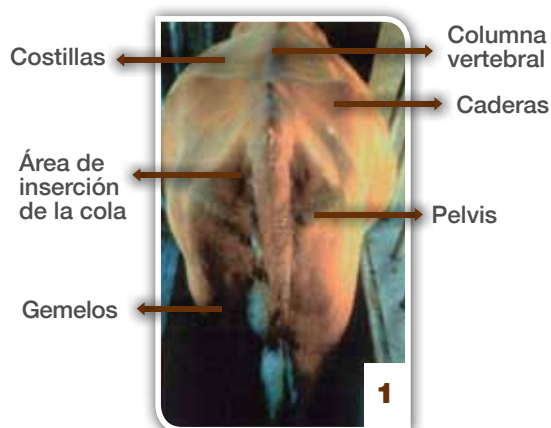 Costillas
Columna
vertebral
Caderas
Área de
inserción
de la cola
Pelvis
Gemelos
1